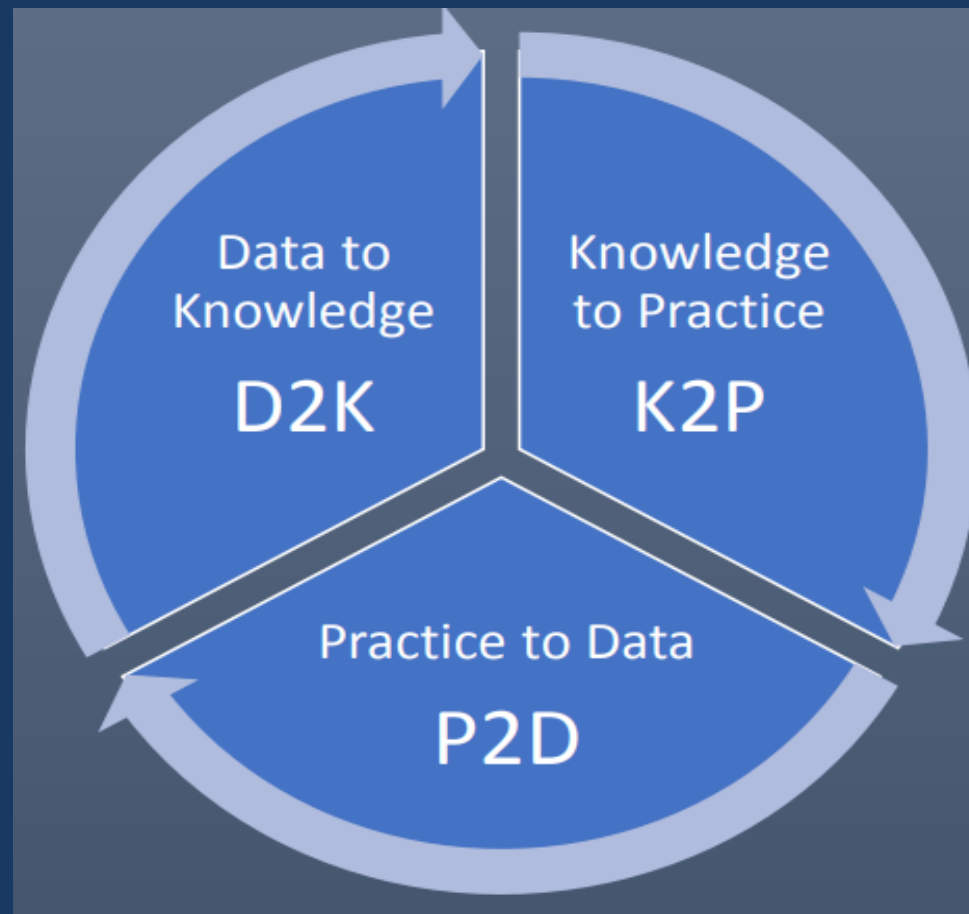 Data to
Knowledge
D2K
Knowledge
to Practice
K2P
Practice to Data
P2D